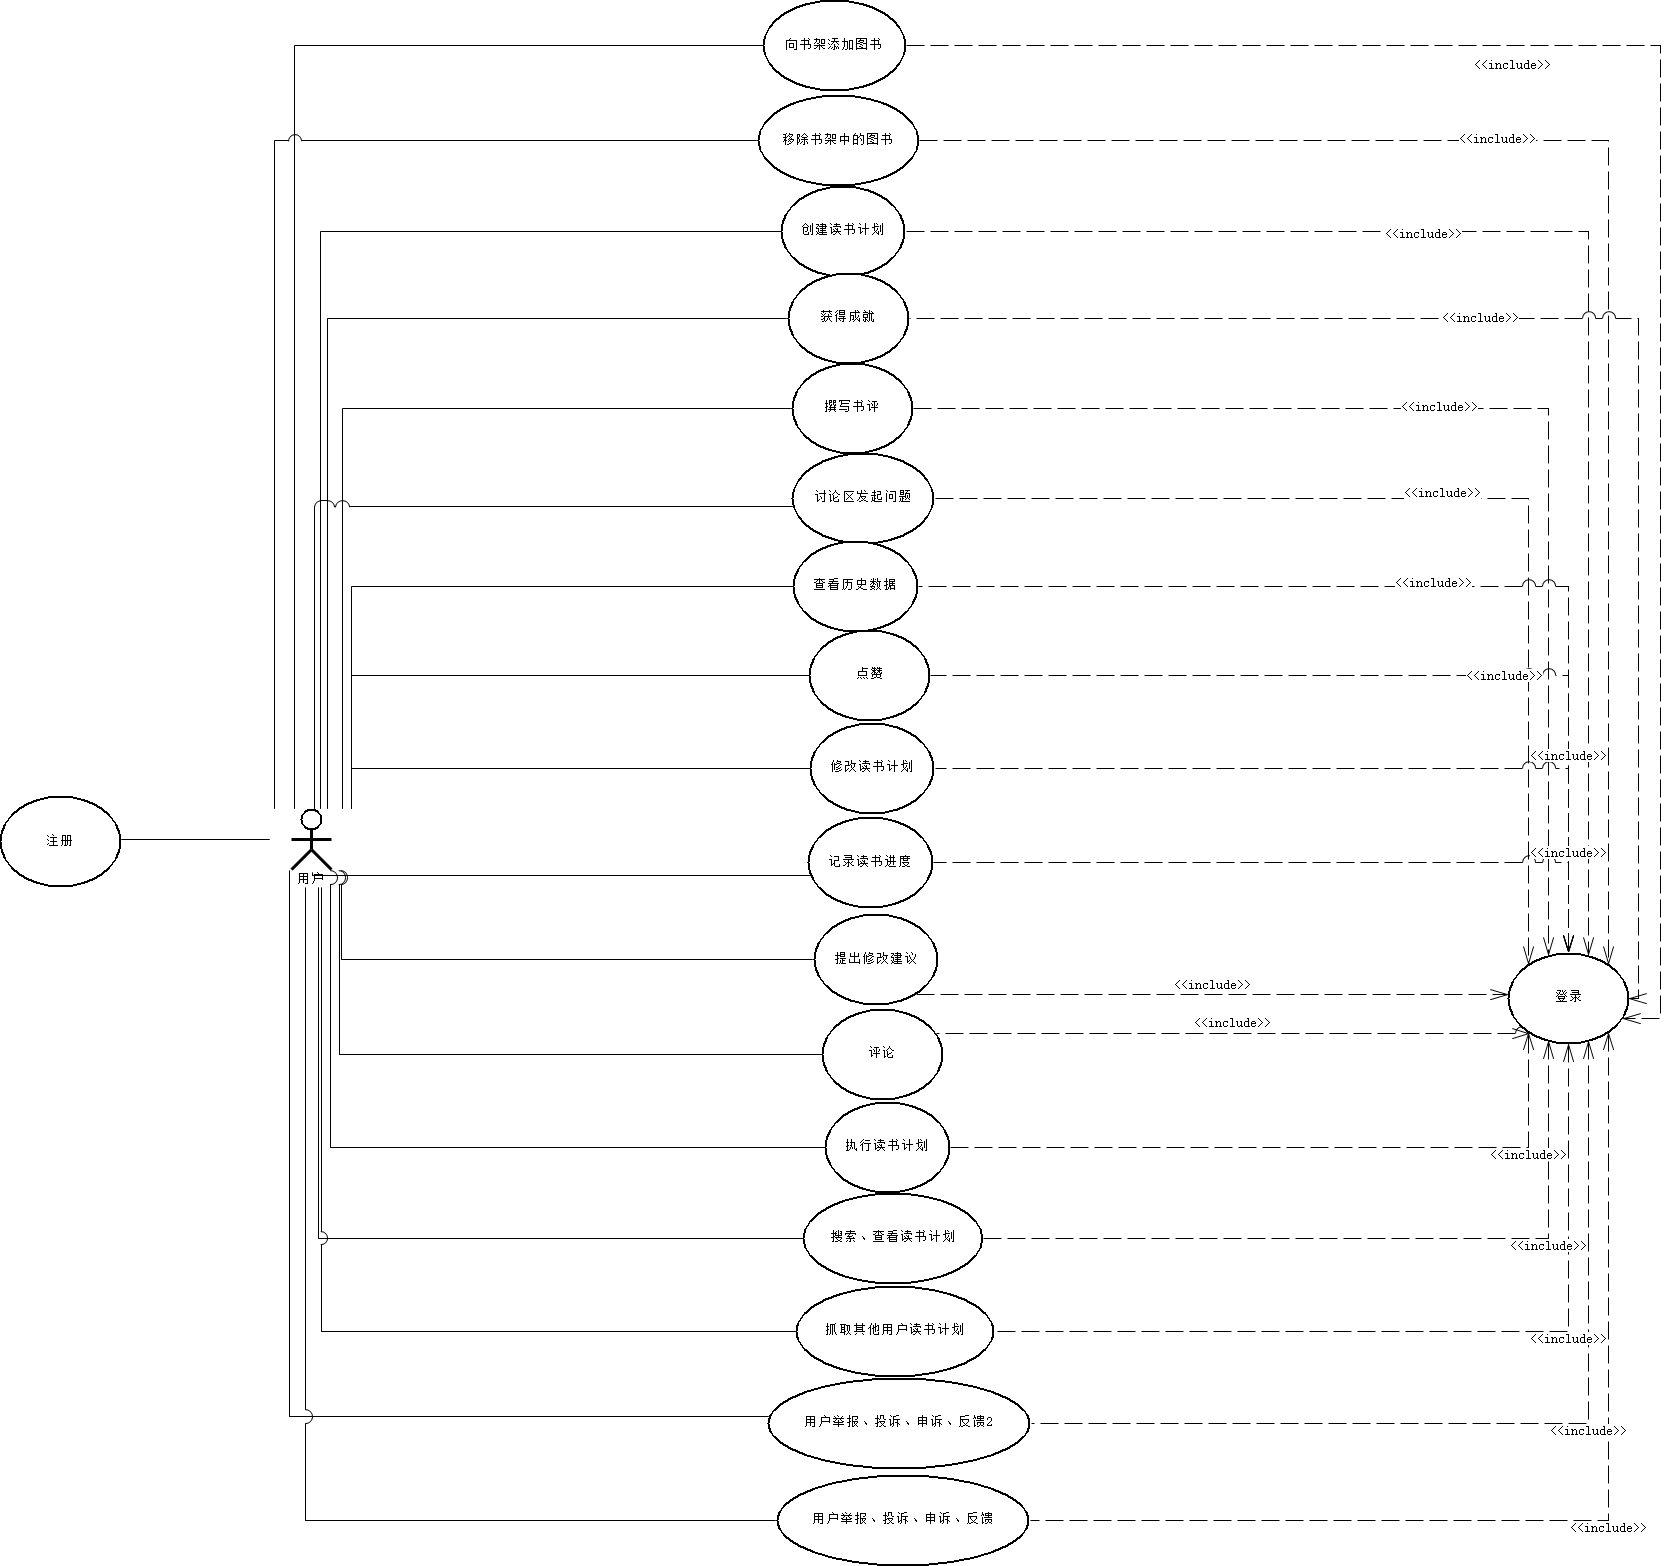 向书架添加图书
<<include>>
移除书架中的图书
<<include>>
创建读书计划
<<include>>
获得成就
<<include>>
撰写书评
<<include>>
讨论区发起问题
<<include>>
查看历史数据
<<include>>
点赞
<<include>>
修改读书计划
<<include>>
注册
记录读书进度
<<include>>
用户
提出修改建议
<<include>>
登录
评论
<<include>>
执行读书计划
<<include>>
搜索、查看读书计划
<<include>>
抓取其他用户读书计划
<<include>>
用户举报、投诉、申诉、反馈2
<<include>>
用户举报、投诉、申诉、反馈
<<include>>